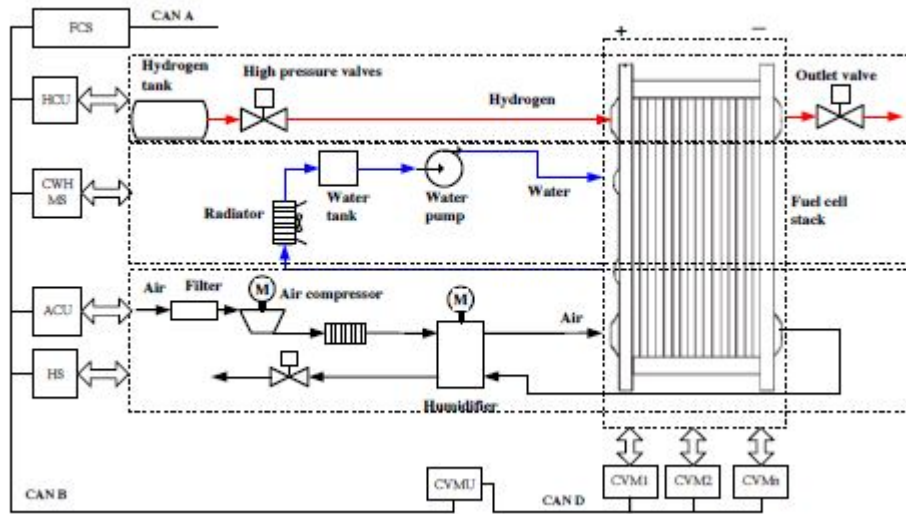 FCS
CAN A
+
−
Hydrogen
tank
High pressure valves
Outlet valve
HCU
Hydrogen
CWH
MS
Radiator
Water
tank
Water
pump
Water
Fuel cell
stack
Air
Filter
M
Air compressor
M
Air
ACU
HS
Humidifier
CAN B
CVMU
CAN D
CVM1
CVM2
CVMn